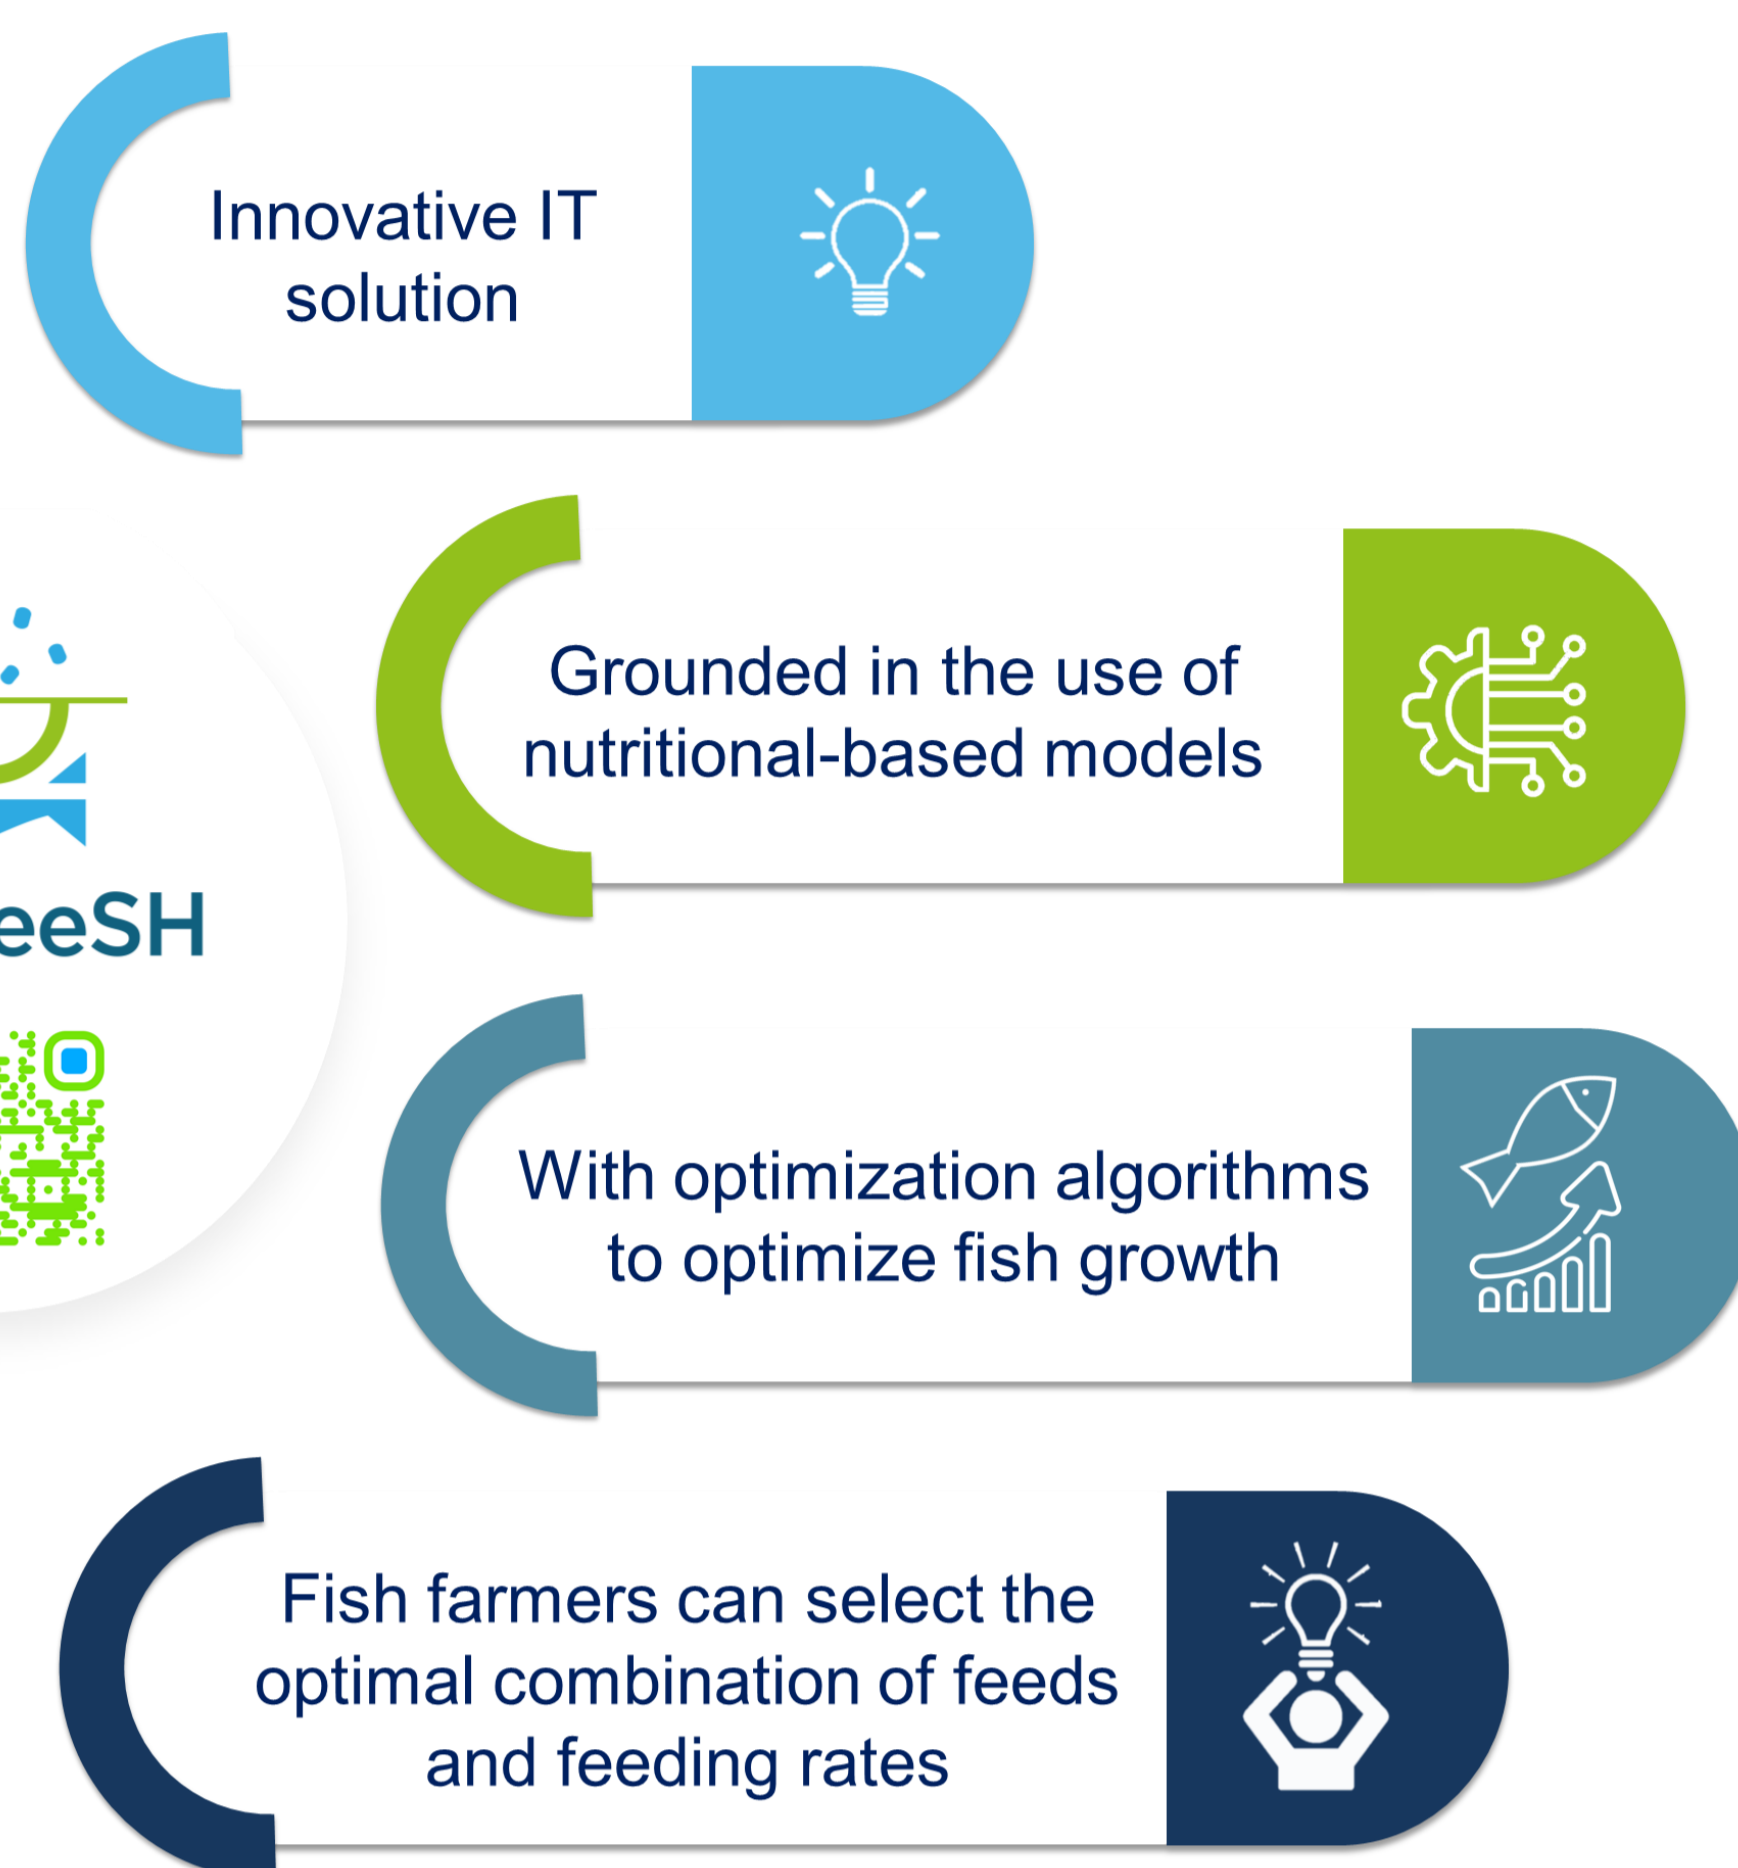 Innovative IT
solution
Grounded in the use of
nutritional-based models
eeSH
With optimization algorithms
to optimize fish growth
Fish farmers can select the
optimal combination of feeds
and feeding rates